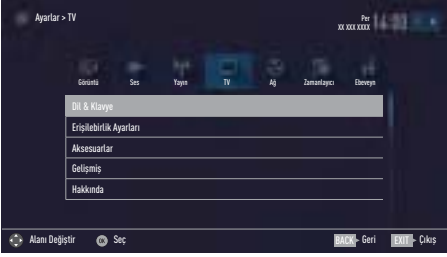 Ayarlar > TV
Per
XX XXX XXXX
Görüntü Ses Yayın TV Ağ Zamanlayıcı Ebeveyn
Dil & Klavye
Erişilebilirlik Ayarları
Aksesuarlar
Gelişmiş
Hakkında
Alanı Değiştir OK Seç BACK Geri EXIT Çıkış